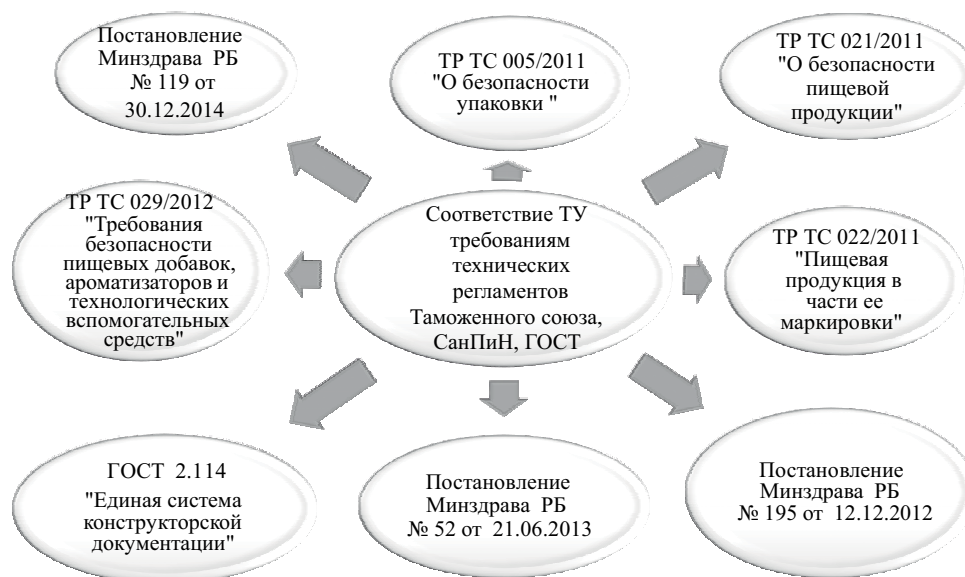 Постановление
Минздрава РБ
№ 119 от
30.12.2014
ТР ТС 005/2011
"О безопасности
упаковки "
ТР ТС 021/2011
"О безопасности
пищевой
продукции"
ТР ТС 029/2012
"Требования
безопасности
пищевых добавок,
ароматизаторов и
технологических
вспомогательных
средств"
Соответствие ТУ
требованиям
технических
регламентов
Таможенного союза,
СанПиН, ГОСТ
ТР ТС 022/2011
"Пищевая
продукция в
части ее
маркировки"
ГОСТ 2.114
"Единая система
конструкторской
документации"
Постановление
Минздрава РБ
№ 52 от 21.06.2013
Постановление
Минздрава РБ
№ 195 от 12.12.2012